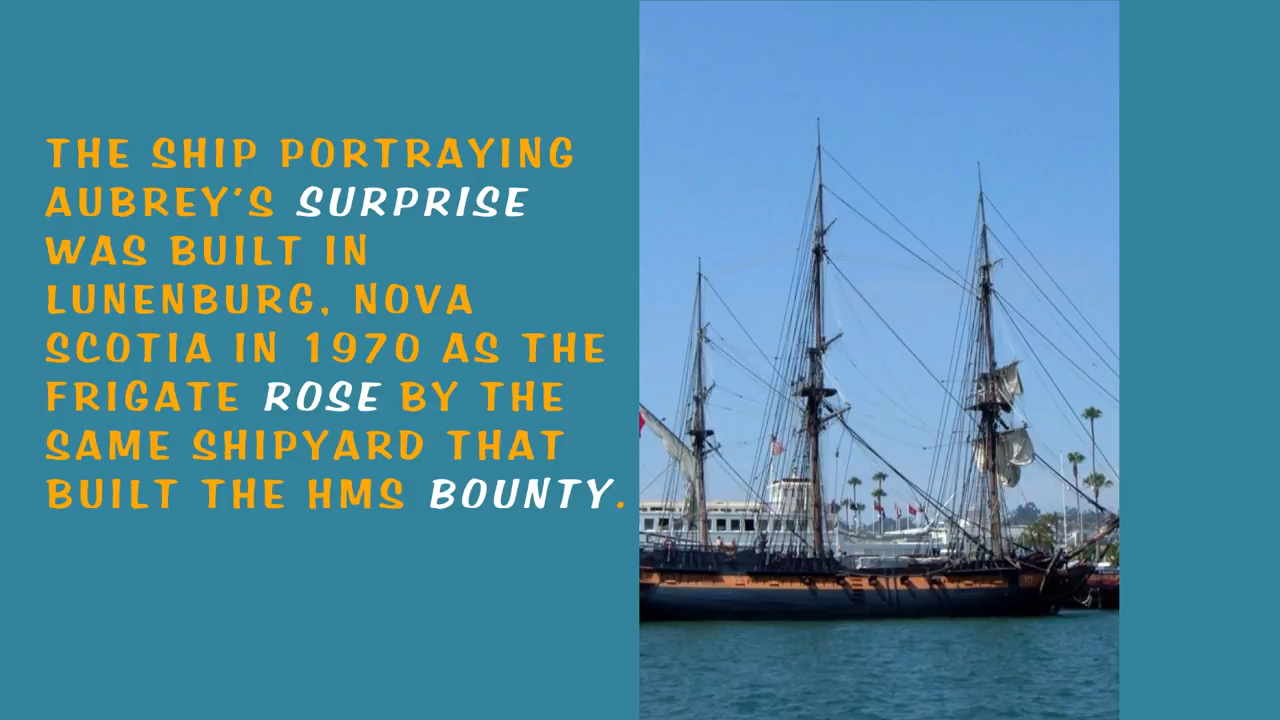 THE SHIP PORTRAYING
AUBREY'S SURPRISE
WAS BUILT IN
LUNENBURG, NOVA
SCOTIA IN 1970 AS THE
FRIGATE ROSE BY THE
SAME SHIPYARD THAT
BUILT THE HMS BOUNTY.